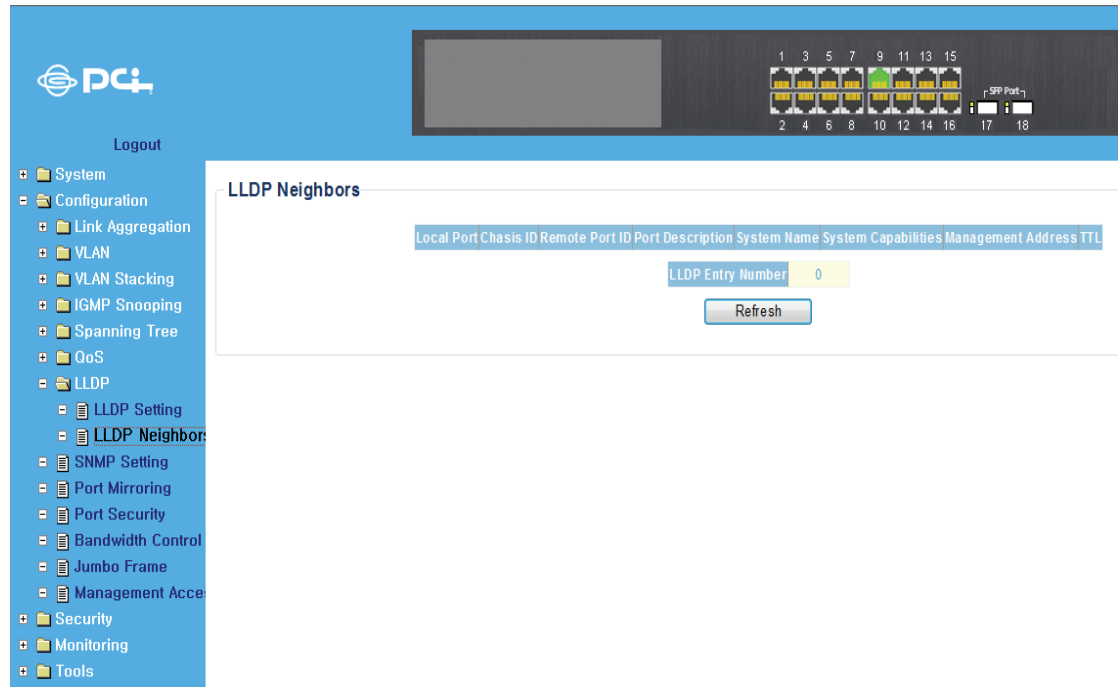 PCi
1 3 5 7 9 11 13 15
SFP Port
2 4 6 8 10 12 14 16 17 18
Logout
System
Configuration
Link Aggregation
VLAN
VLAN Stacking
IGMP Snooping
Spanning Tree
QoS
LLDP
LLDP Setting
LLDP Neighbors
SNMP Setting
Port Mirroring
Port Security
Bandwidth Control
Jumbo Frame
Management Acce
Security
Monitoring
Tools
LLDP Neighbors
Local Port Chasis ID Remote Port ID Port Description System Name System Capabilities Management Address TTL
LLDP Entry Number 0
Refresh